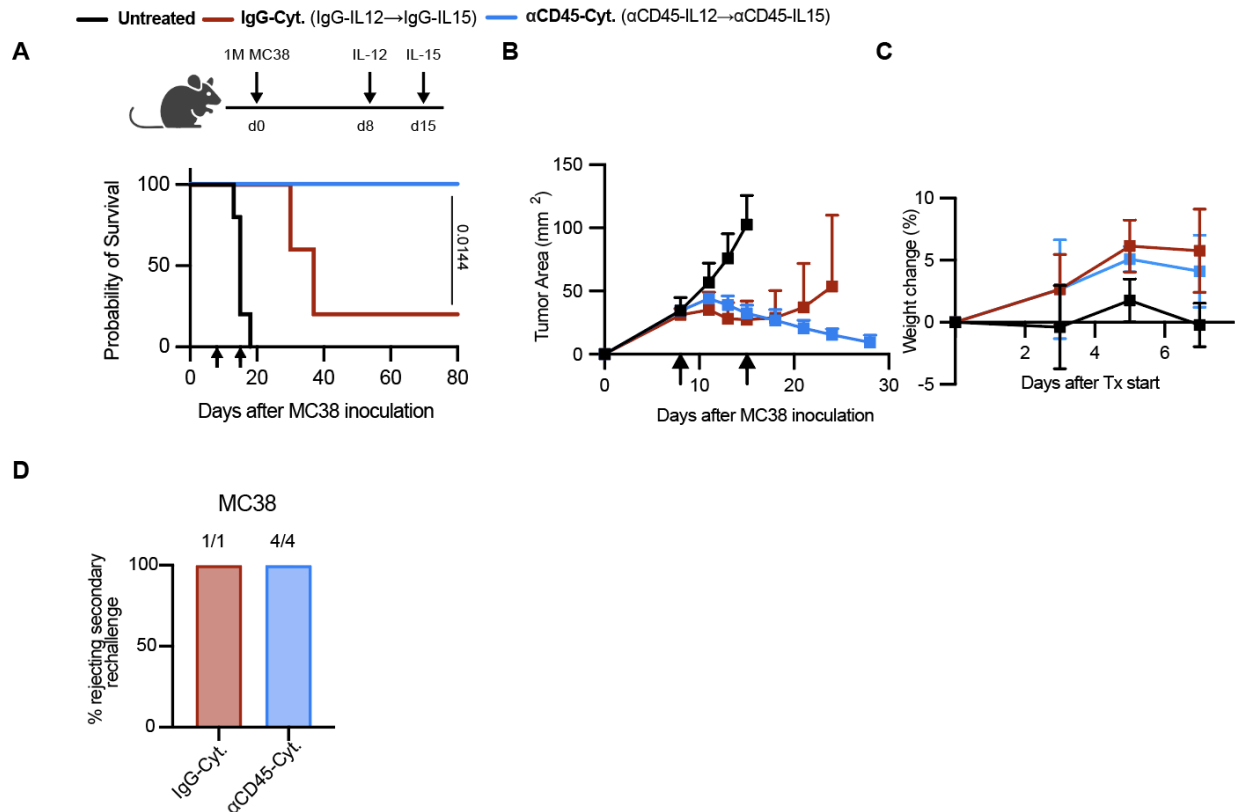 Untreated IgG-Cyt. (IgG-IL12→IgG-IL15) αCD45-Cyt. (αCD45-IL12→αCD45-IL15)
A
1M MC38 IL-12 IL-15
d0 d8 d15
Probability of Survival
100
50
0
0 20 40 60 80
0.0144
Days after MC38 inoculation
B
Tumor Area (mm²)
150
100
50
0
0 10 20 30
Days after MC38 inoculation
C
Weight change (%)
10
5
0
-5
2 4 6
Days after Tx start
D
MC38
1/1 4/4
% rejecting secondary
rechallenge
100
50
0
IgG-Cyt.
αCD45-Cyt.